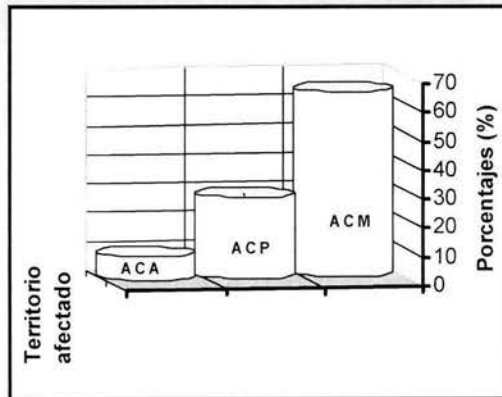 Territorio
afectado
ACA
ACP
ACM
70
60
50
40
30
20
10
0
Porcentajes (%)